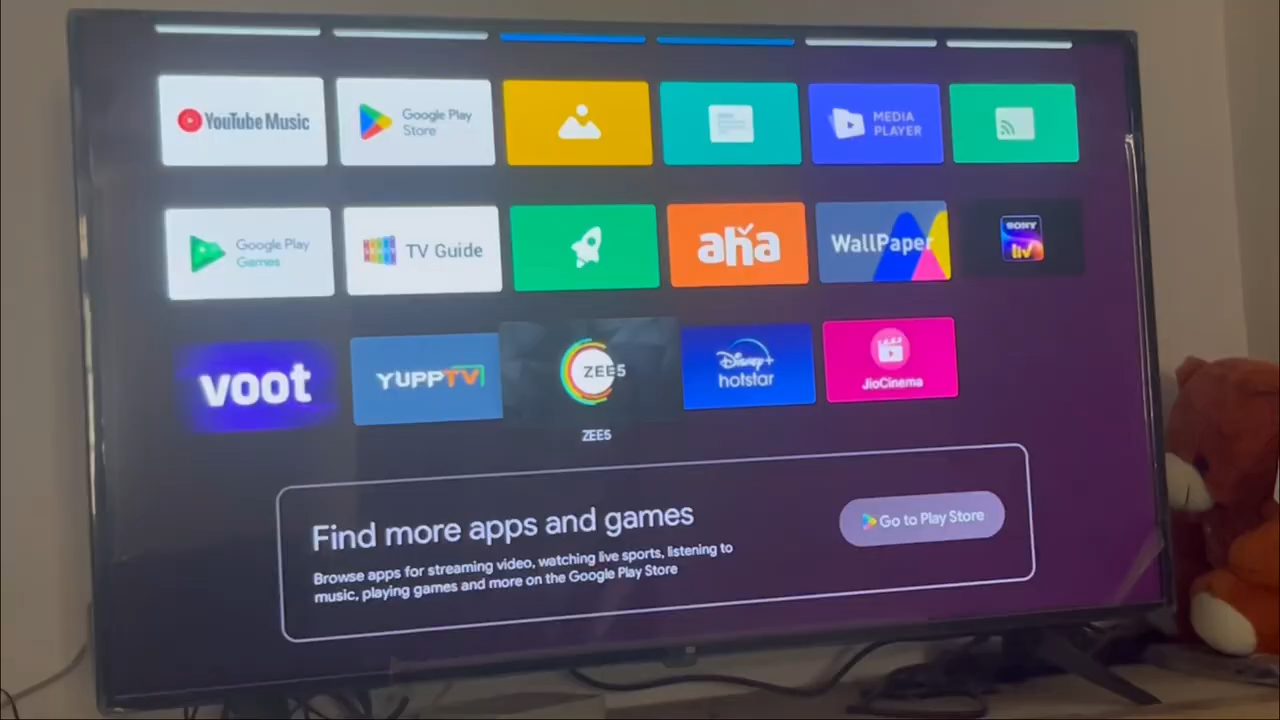 YouTube Music
Google Play
Store
MEDIA
PLAYER
Google Play
Games
TV Guide
aha
WallPaper
SONY
liv
voot
YUPPTV
ZEE5
Disney+
hotstar
JioCinema
ZEE5
Find more apps and games
Go to Play Store
Browse apps for streaming video, watching live sports, listening to
music, playing games and more on the Google Play Store